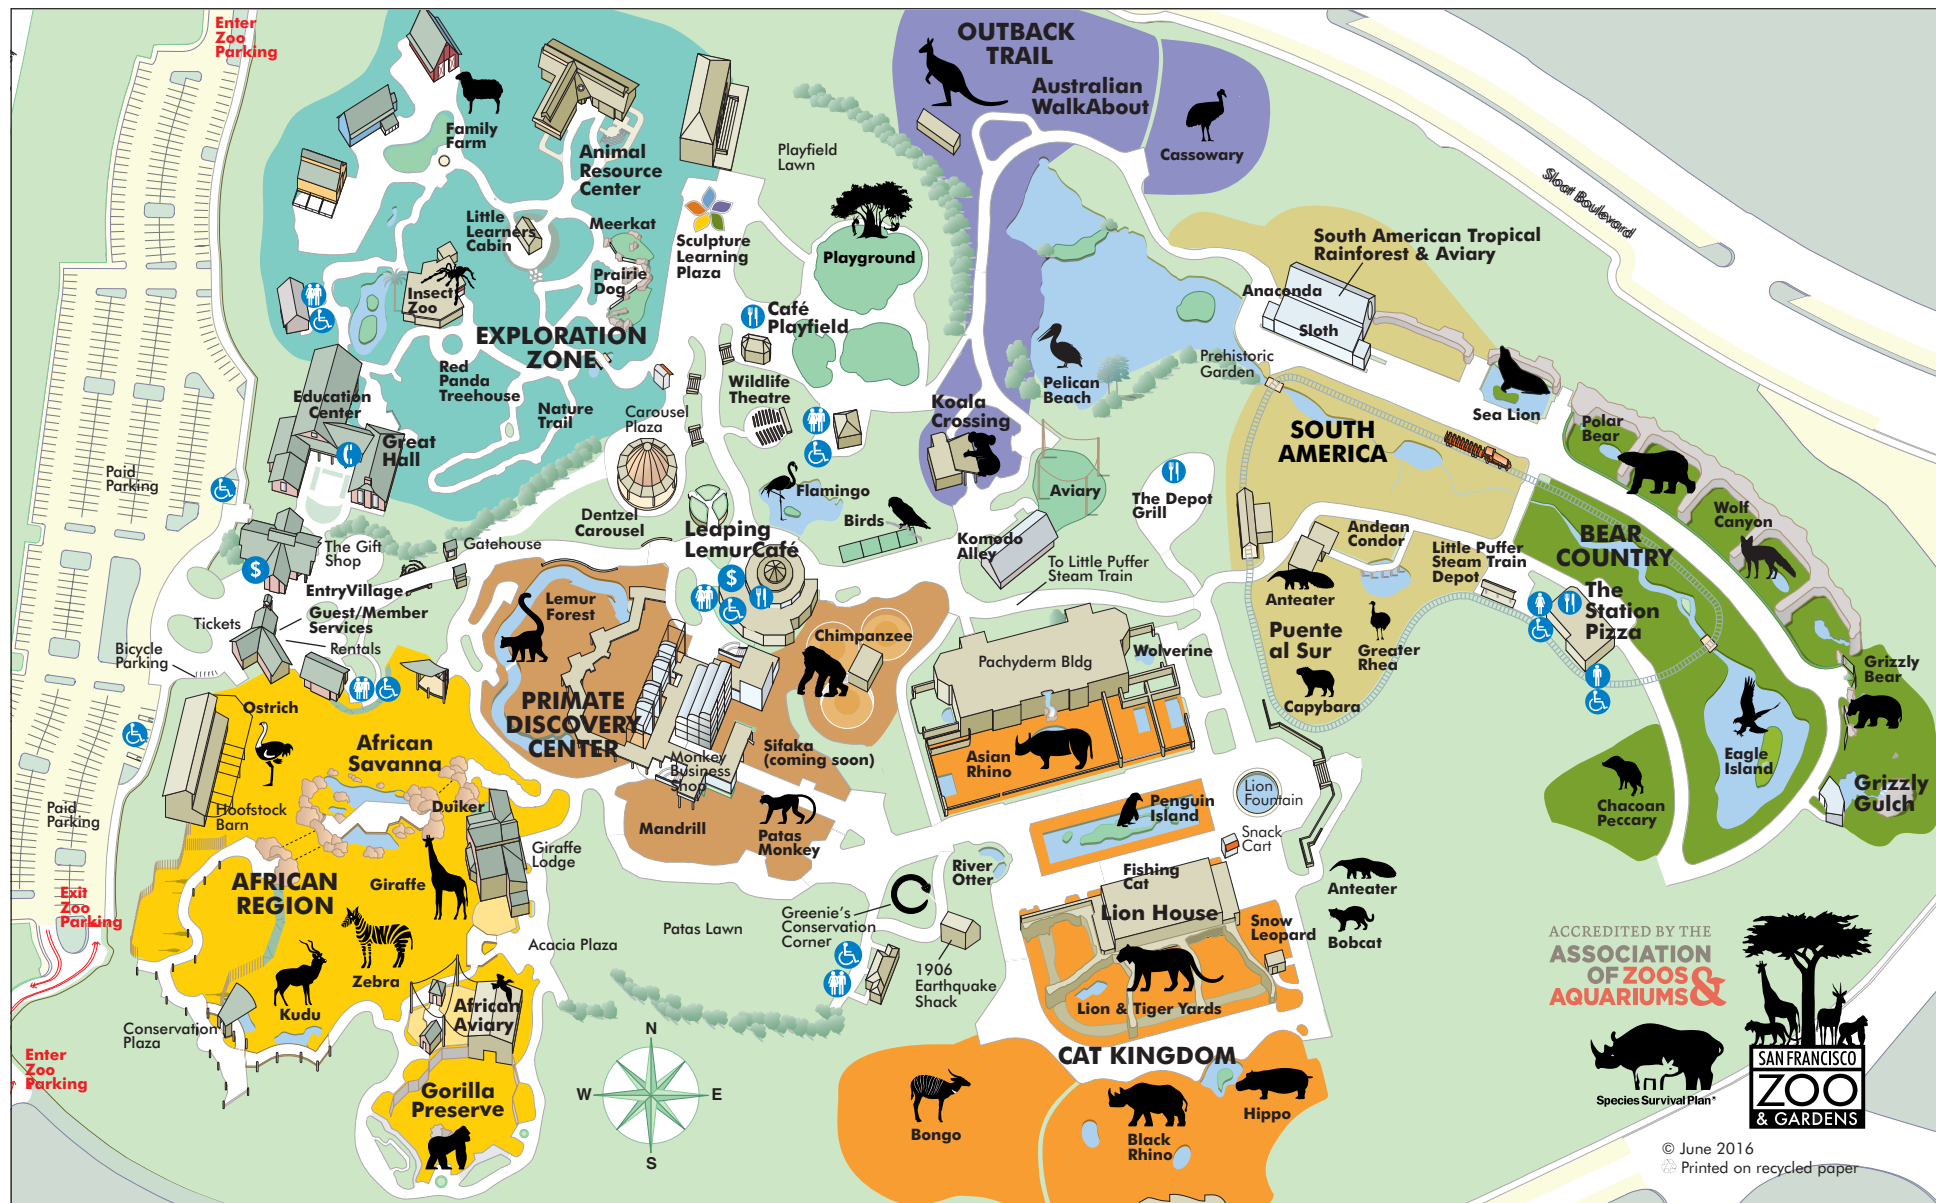 Enter
Zoo
Parking
OUTBACK
TRAIL
Australian
WalkAbout
Cassowary
Family
Farm
Animal
Resource
Center
Playfield
Lawn
Sloat Boulevard
Little
Learners
Cabin
Meerkat
Sculpture
Learning
Plaza
Playground
South American Tropical
Rainforest & Aviary
Prairie
Dog
Insect
Zoo
Anaconda
Sloth
EXPLORATION
ZONE
Café
Playfield
Pelican
Beach
Prehistoric
Garden
Red
Panda
Treehouse
Wildlife
Theatre
Education
Center
Nature
Trail
Carousel
Plaza
Koala
Crossing
Sea Lion
Polar
Bear
SOUTH
AMERICA
Great
Hall
Paid
Parking
Flamingo
Birds
Aviary
The Depot
Grill
Wolf
Canyon
Dentzel
Carousel
Leaping
LemurCafé
Komodo
Alley
Andean
Condor
BEAR
COUNTRY
The Gift
Shop
Gatehouse
To Little Puffer
Steam Train
Little Puffer
Steam Train
Depot
EntryVillage
$
$
Lemur
Forest
Anteater
The
Station
Pizza
Tickets
Guest/Member
Services
Rentals
Chimpanzee
Puente
al Sur
Greater
Rhea
Bicycle
Parking
Pachyderm Bldg
Wolverine
Grizzly
Bear
Ostrich
PRIMATE
DISCOVERY
CENTER
Capybara
African
Savanna
Monkey
Business
Shop
Sifaka
(coming soon)
Asian
Rhino
Eagle
Island
Paid
Parking
Hoofstock
Barn
Duiker
Lion
Fountain
Penguin
Island
Chacoan
Peccary
Grizzly
Gulch
Mandrill
Patas
Monkey
Snack
Cart
Giraffe
Lodge
AFRICAN
REGION
Giraffe
River
Otter
Fishing
Cat
Anteater
Exit
Zoo
Parking
Greenie's
Conservation
Corner
Lion House
Snow
Leopard
Bobcat
Patas Lawn
Acacia Plaza
ACCREDITED BY THE
ASSOCIATION
OF ZOOS
& AQUARIUMS
Zebra
1906
Earthquake
Shack
African
Aviary
Kudu
Lion & Tiger Yards
Conservation
Plaza
N
W
E
S
CAT KINGDOM
Enter
Zoo
Parking
Gorilla
Preserve
Bongo
Black
Rhino
Hippo
Species Survival Plan®
SAN FRANCISCO
ZOO
& GARDENS
© June 2016
Printed on recycled paper